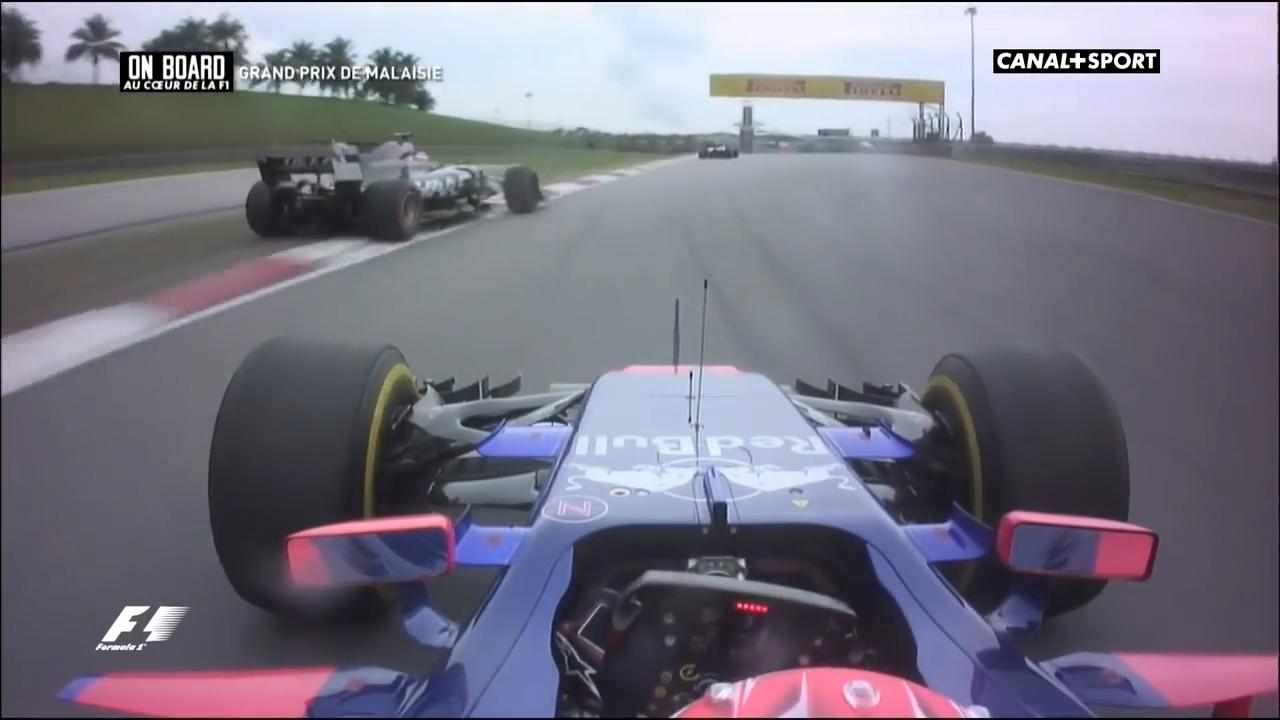 ON BOARD
AU CŒUR DE LA F1
GRAND PRIX DE MALAISIE
CANAL+SPORT
PIRELLI PIRELLI
Red Bull
N
F1
Formula 1